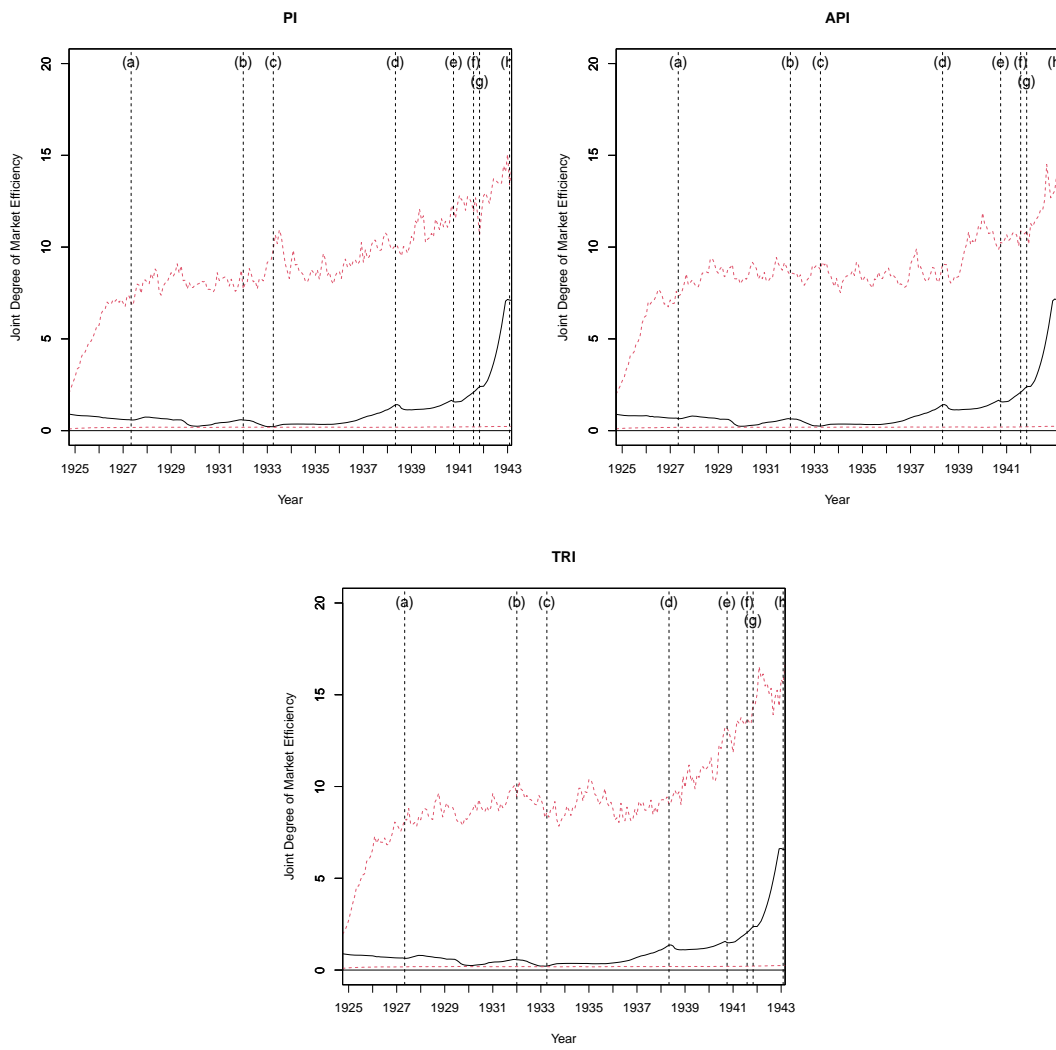 PI
Joint Degree of Market Efficiency
20
15
10
5
0
(a) (b) (c) (d) (e) (f)
(g)
(h
1925 1927 1929 1931 1933 1935 1937 1939 1941 1943
Year
API
Joint Degree of Market Efficiency
20
15
10
5
0
(a) (b) (c) (d) (e) (f)
(g)
(h
1925 1927 1929 1931 1933 1935 1937 1939 1941
Year
TRI
Joint Degree of Market Efficiency
20
15
10
5
0
(a) (b) (c) (d) (e) (f)
(g)
(h
1925 1927 1929 1931 1933 1935 1937 1939 1941 1943
Year